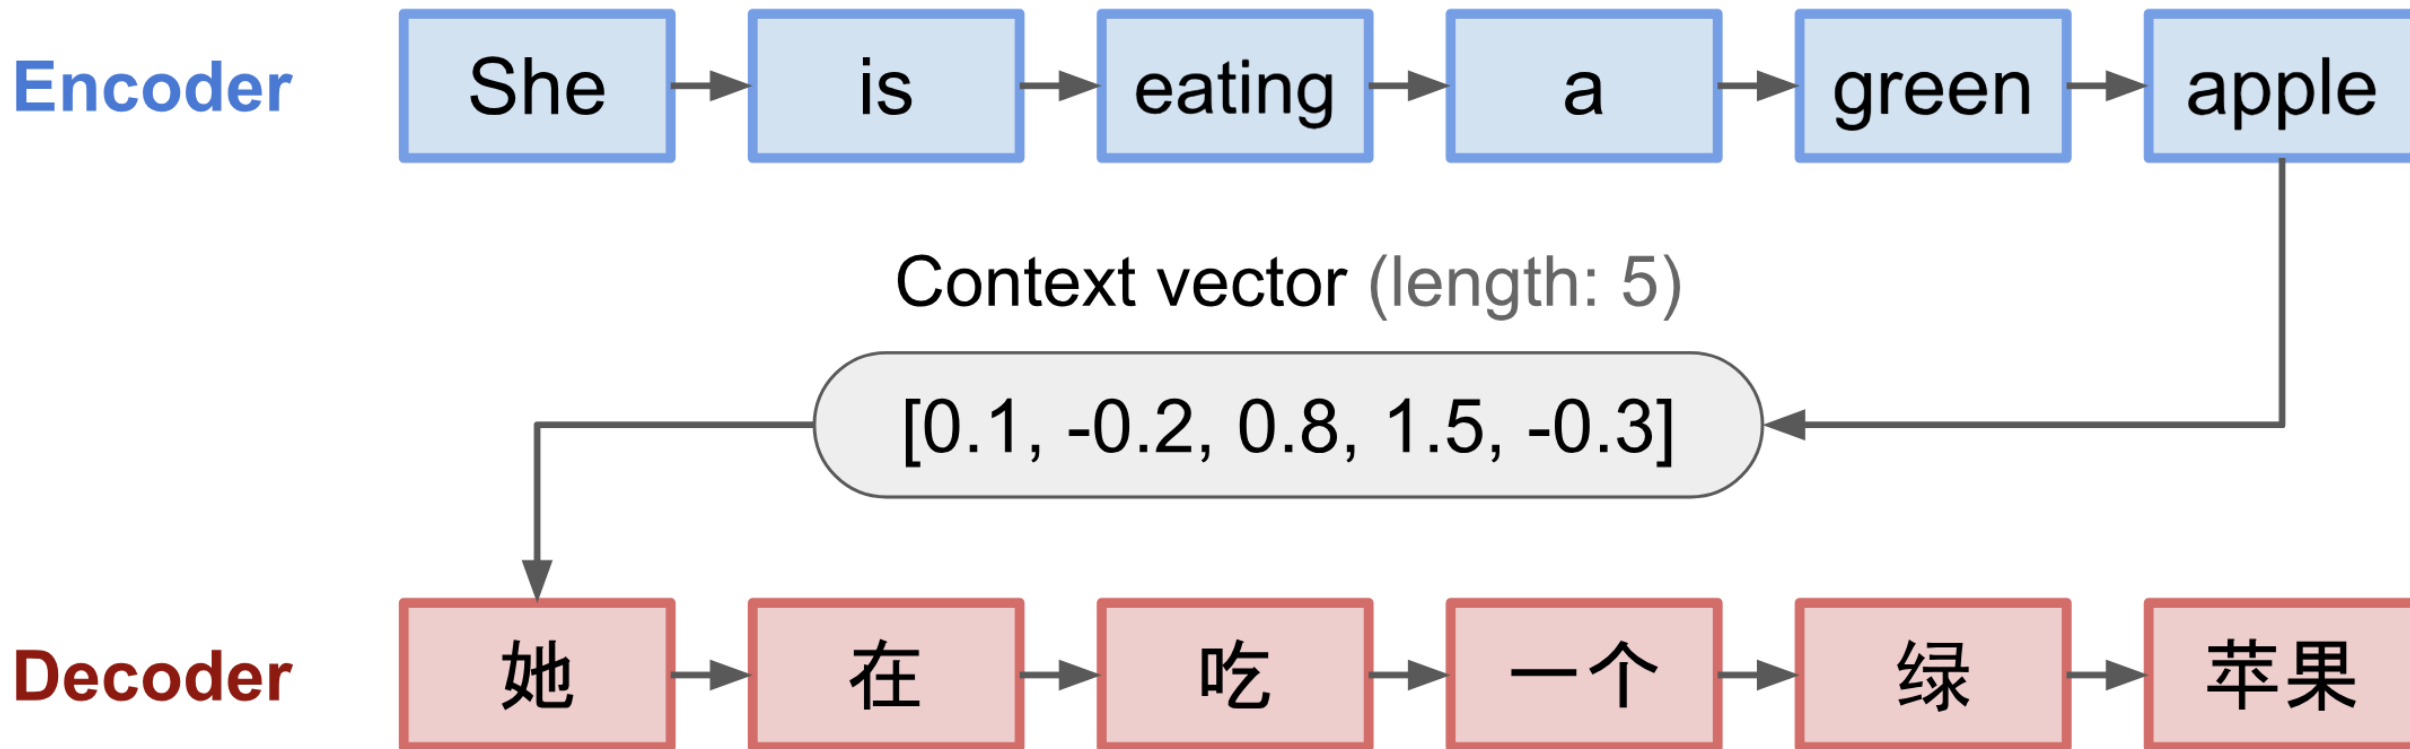 Encoder She is eating a green apple
Context vector (length: 5)
[0.1, -0.2, 0.8, 1.5, -0.3]
Decoder 她 在 吃 一个 绿 苹果